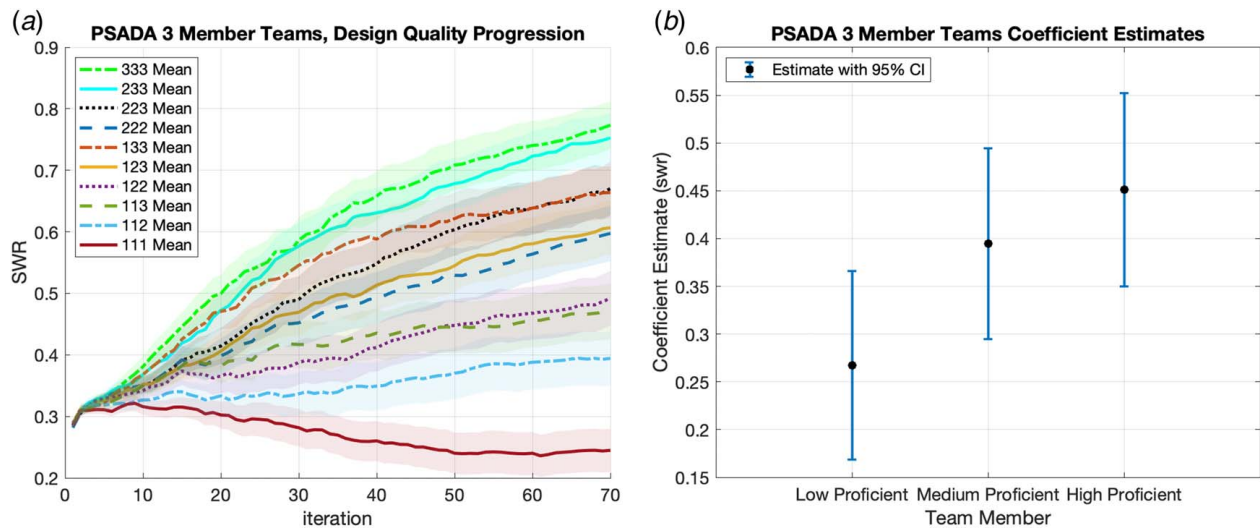 (a)
PSADA 3 Member Teams, Design Quality Progression
0.9
0.8
0.7
0.6
0.5
0.4
0.3
0.2
SWR
333 Mean
233 Mean
223 Mean
222 Mean
133 Mean
123 Mean
122 Mean
113 Mean
112 Mean
111 Mean
0 10 20 30 40 50 60 70
iteration
(b)
PSADA 3 Member Teams Coefficient Estimates
Estimate with 95% CI
0.6
0.55
0.5
0.45
0.4
0.35
0.3
0.25
0.2
0.15
Coefficient Estimate (swr)
Low Proficient Medium Proficient High Proficient
Team Member